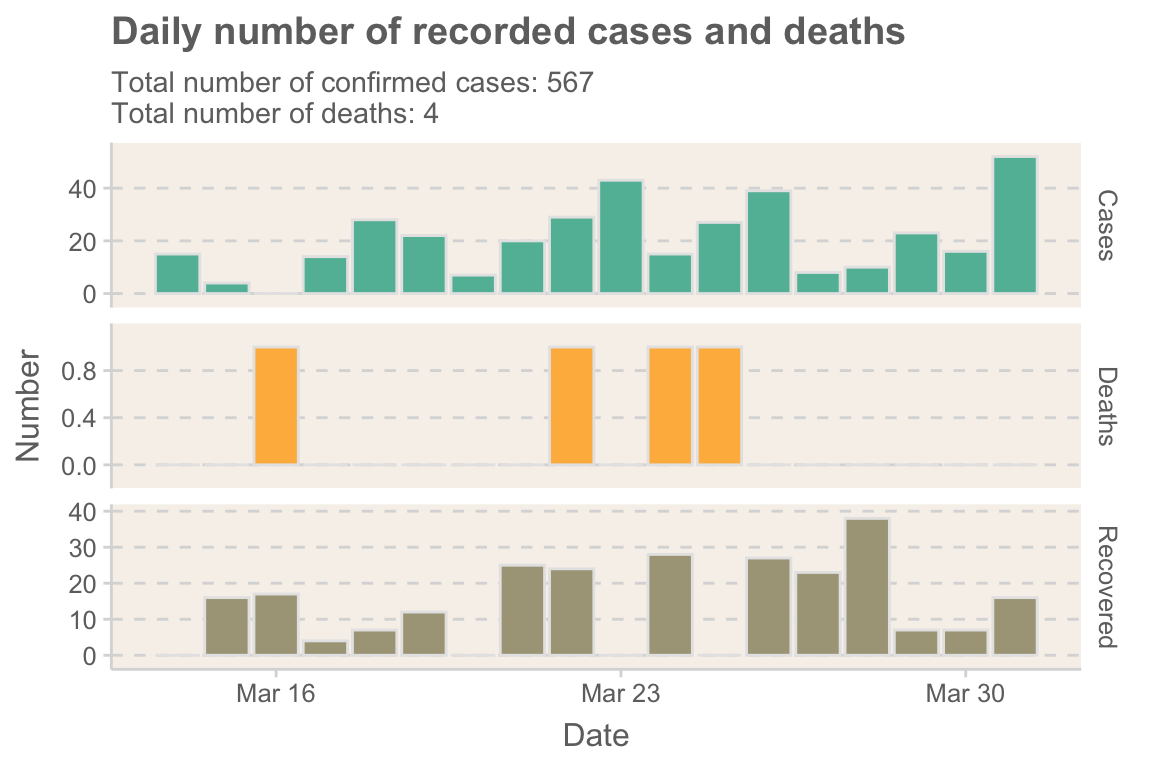 Daily number of recorded cases and deaths
Total number of confirmed cases: 567
Total number of deaths: 4
40
20
0
Cases
0.8
0.4
0.0
Deaths
40
30
20
10
0
Recovered
Number
Mar 16
Mar 23
Mar 30
Date